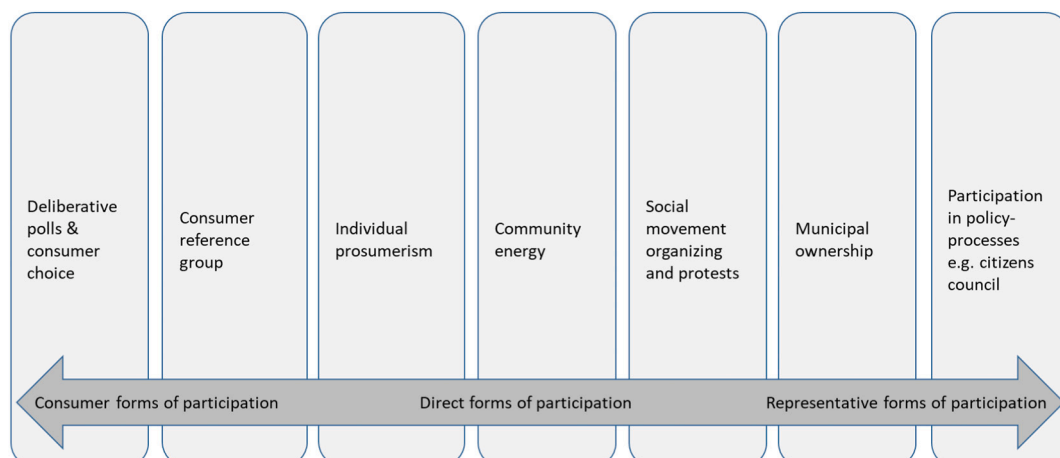 Deliberative
polls &
consumer
choice
Consumer
reference
group
Individual
prosumerism
Community
energy
Social
movement
organizing
and protests
Municipal
ownership
Participation
in policy-
processes
e.g. citizens
council
Consumer forms of participation
Direct forms of participation
Representative forms of participation